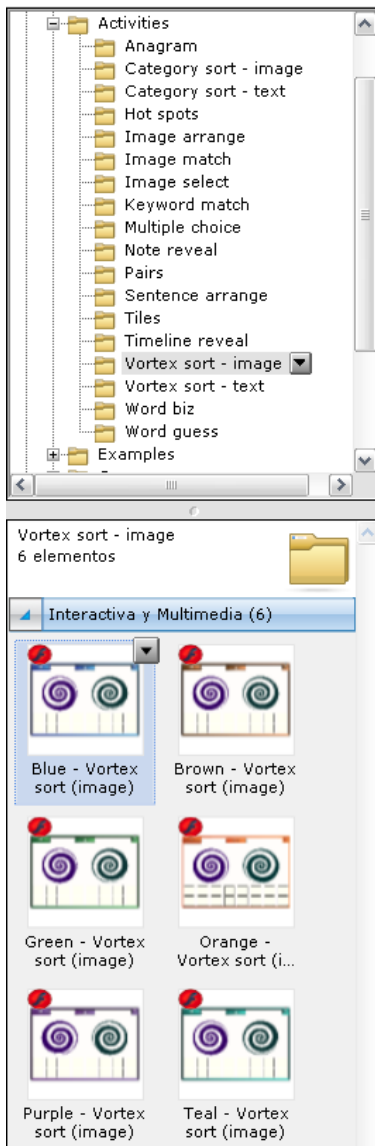 Activities
Anagram
Category sort - image
Category sort - text
Hot spots
Image arrange
Image match
Image select
Keyword match
Multiple choice
Note reveal
Pairs
Sentence arrange
Tiles
Timeline reveal
Vortex sort - image
Vortex sort - text
Word biz
Word guess
Examples
Vortex sort - image
6 elementos
Interactiva y Multimedia (6)
Blue - Vortex
sort (image)
Brown - Vortex
sort (image)
Green - Vortex
sort (image)
Orange -
Vortex sort (i...
Purple - Vortex
sort (image)
Teal - Vortex
sort (image)